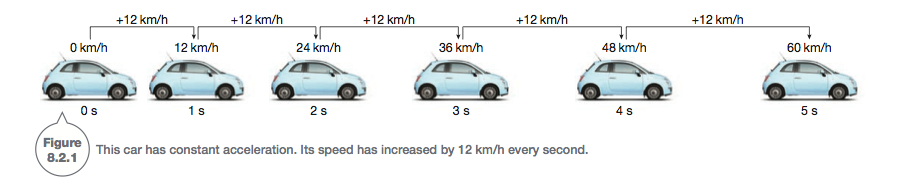 +12 km/h +12 km/h +12 km/h +12 km/h +12 km/h
0 km/h 12 km/h 24 km/h 36 km/h 48 km/h 60 km/h
0 s 1 s 2 s 3 s 4 s 5 s
Figure
8.2.1
This car has constant acceleration. Its speed has increased by 12 km/h every second.